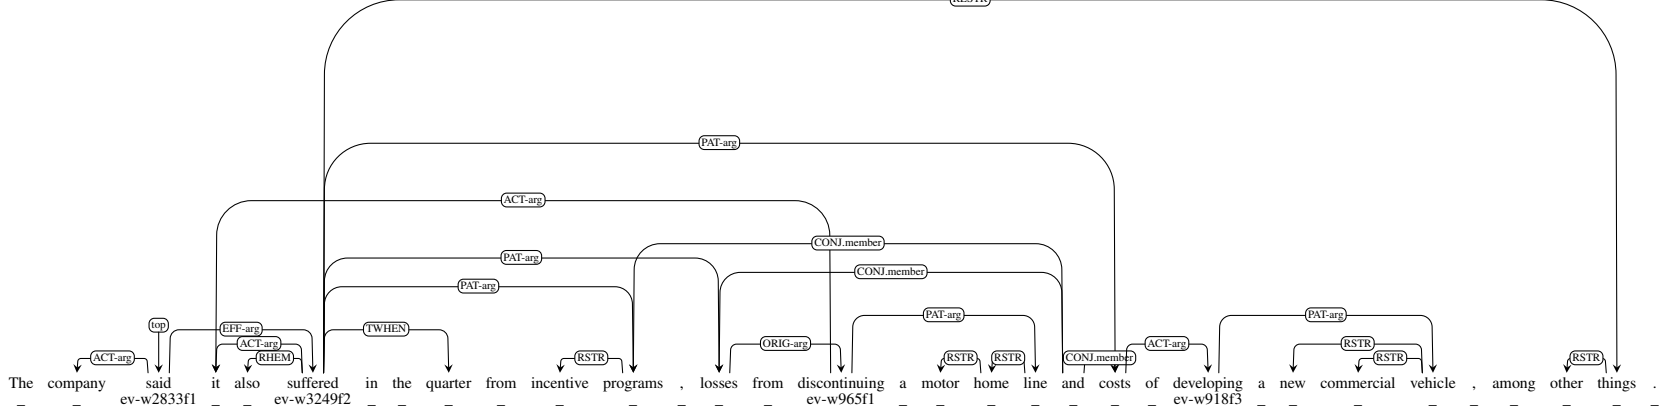 RESTR
PAT-arg
ACT-arg
CONJ.member
PAT-arg
CONJ.member
PAT-arg
PAT-arg PAT-arg
top EFF-arg TWHEN
ACT-arg ORIG-arg ACT-arg RSTR
ACT-arg RHEM RSTR RSTR RSTR CONJ.member RSTR RSTR
The company said it also suffered in the quarter from incentive programs , losses from discontinuing a motor home line and costs of developing a new commercial vehicle , among other things .
_ _ ev-w2833f1 _ _ ev-w3249f2 _ _ _ _ _ _ _ _ _ ev-w965f1 _ _ _ _ _ _ _ ev-w918f3 _ _ _ _ _ _ _ _ _